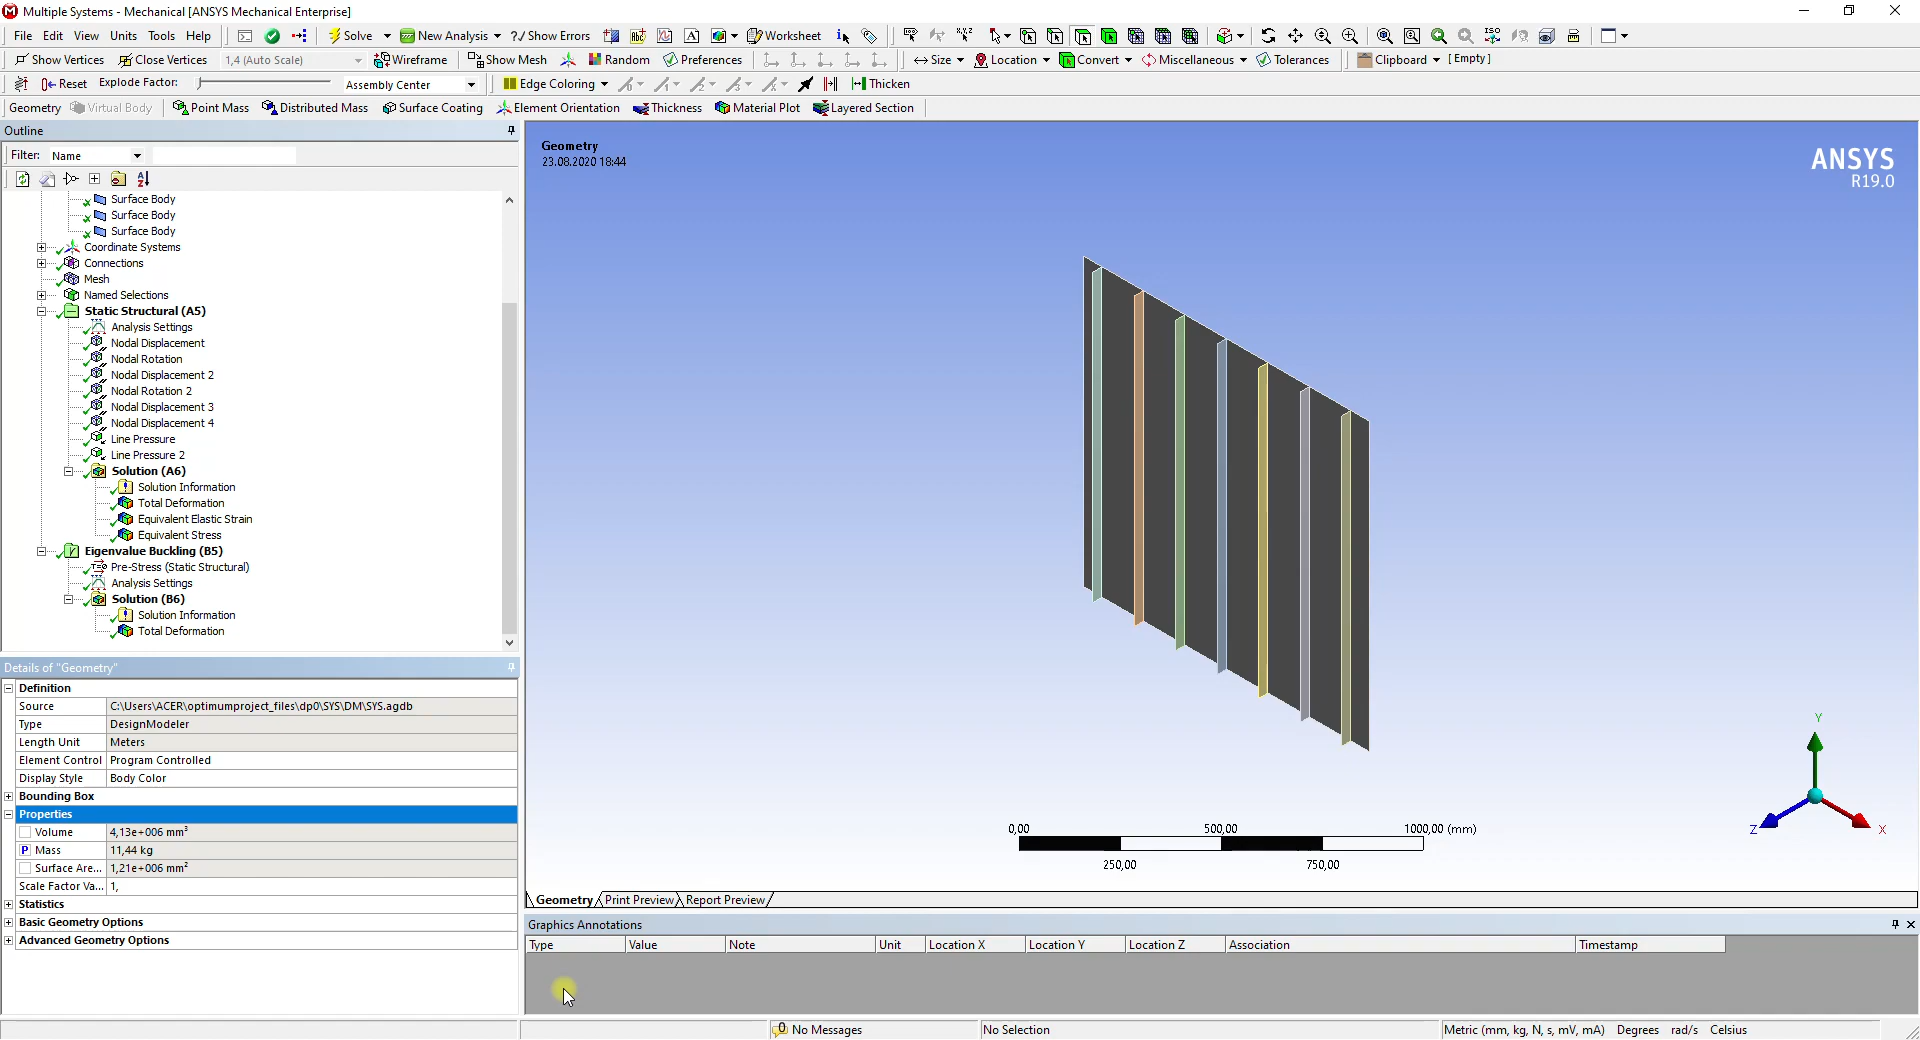 Multiple Systems - Mechanical [ANSYS Mechanical Enterprise]
File Edit View Units Tools Help Solve New Analysis ?/ Show Errors Worksheet
Show Vertices Close Vertices 1,4 (Auto Scale) Wireframe Show Mesh Random Preferences Size Location Convert Miscellaneous Tolerances Clipboard [ Empty ]
Reset Explode Factor: Assembly Center Edge Coloring Thicken
Geometry Virtual Body Point Mass Distributed Mass Surface Coating Element Orientation Thickness Material Plot Layered Section
Outline
Filter: Name
Surface Body
Surface Body
Surface Body
Coordinate Systems
Connections
Mesh
Named Selections
Static Structural (A5)
Analysis Settings
Nodal Displacement
Nodal Rotation
Nodal Displacement 2
Nodal Rotation 2
Nodal Displacement 3
Nodal Displacement 4
Line Pressure
Line Pressure 2
Solution (A6)
Solution Information
Total Deformation
Equivalent Elastic Strain
Equivalent Stress
Eigenvalue Buckling (B5)
Pre-Stress (Static Structural)
Analysis Settings
Solution (B6)
Solution Information
Total Deformation
Details of "Geometry"
Definition
Source C:\Users\ACER\optimumproject_files\dp0\SYS\DM\SYS.agdb
Type DesignModeler
Length Unit Meters
Element Control Program Controlled
Display Style Body Color
Bounding Box
Properties
Volume 4,13e+006 mm³
P Mass 11,44 kg
Surface Are... 1,21e+006 mm²
Scale Factor Va... 1,
Statistics
Basic Geometry Options
Advanced Geometry Options
Geometry
23.08.2020 18:44
ANSYS
R19.0
Y
Z X
0,00 500,00 1000,00 (mm)
250,00 750,00
Geometry Print Preview Report Preview
Graphics Annotations
Type Value Note Unit Location X Location Y Location Z Association Timestamp
0 No Messages No Selection Metric (mm, kg, N, s, mV, mA) Degrees rad/s Celsius